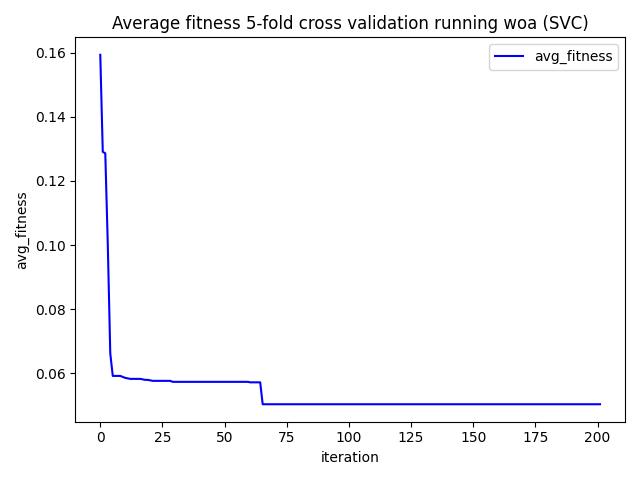 Average fitness 5-fold cross validation running woa (SVC)
avg_fitness
0.16
0.14
0.12
0.10
0.08
0.06
avg_fitness
0 25 50 75 100 125 150 175 200
iteration